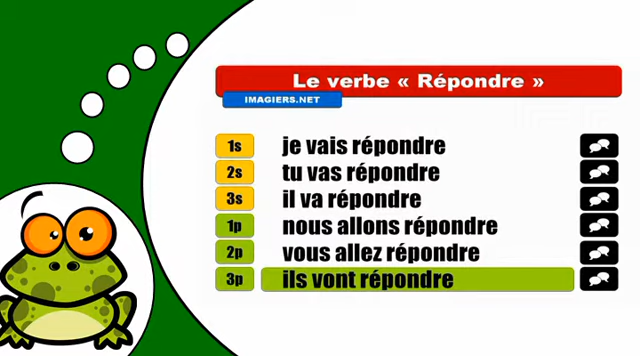 Le verbe « Répondre »
IMAGIERS.NET
1s je vais répondre
2s tu vas répondre
3s il va répondre
1p nous allons répondre
2p vous allez répondre
3p ils vont répondre